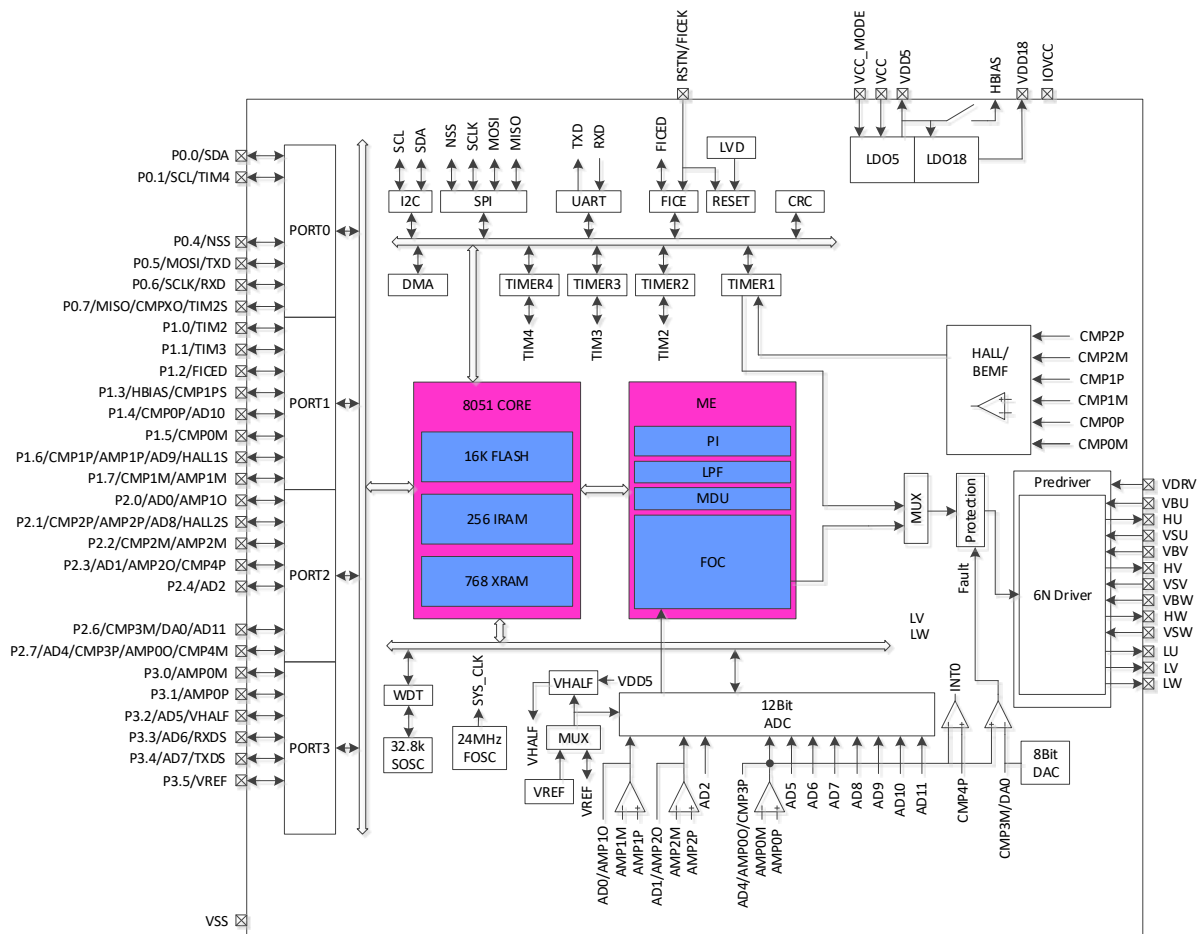 RSTN/FICEK
VCC_MODE
VCC
VDD5
HBIAS
VDD18
IOVCC
LDO5
LDO18
P0.0/SDA
P0.1/SCL/TIM4
P0.4/NSS
P0.5/MOSI/TXD
P0.6/SCLK/RXD
P0.7/MISO/CMPXO/TIM2S
P1.0/TIM2
P1.1/TIM3
P1.2/FICED
P1.3/HBIAS/CMP1PS
P1.4/CMP0P/AD10
P1.5/CMP0M
P1.6/CMP1P/AMP1P/AD9/HALL1S
P1.7/CMP1M/AMP1M
P2.0/AD0/AMP1O
P2.1/CMP2P/AMP2P/AD8/HALL2S
P2.2/CMP2M/AMP2M
P2.3/AD1/AMP2O/CMP4P
P2.4/AD2
P2.6/CMP3M/DA0/AD11
P2.7/AD4/CMP3P/AMP0O/CMP4M
P3.0/AMP0M
P3.1/AMP0P
P3.2/AD5/VHALF
P3.3/AD6/RXDS
P3.4/AD7/TXDS
P3.5/VREF
VSS
PORT0
PORT1
PORT2
PORT3
SCL
SDA
NSS
SCLK
MOSI
MISO
TXD
RXD
FICED
LVD
I2C
SPI
UART
FICE
RESET
CRC
DMA
TIMER4
TIMER3
TIMER2
TIMER1
TIM4
TIM3
TIM2
8051 CORE
16K FLASH
256 IRAM
768 XRAM
ME
PI
LPF
MDU
FOC
HALL/
BEMF
CMP2P
CMP2M
CMP1P
CMP1M
CMP0P
CMP0M
MUX
Protection
Fault
Predriver
6N Driver
VDRV
VBU
HU
VSU
VBV
HV
VSV
VBW
HW
VSW
LU
LV
LW
LV
LW
WDT
32.8k
SOSC
SYS_CLK
24MHz
FOSC
VHALF
VDD5
VHALF
MUX
VREF
VREF
12Bit
ADC
INT0
8Bit
DAC
AD0/AMP1O
AMP1M
AMP1P
AD1/AMP2O
AMP2M
AMP2P
AD2
AD4/AMP0O/CMP3P
AMP0M
AMP0P
AD5
AD6
AD7
AD8
AD9
AD10
AD11
CMP4P
CMP3M/DA0